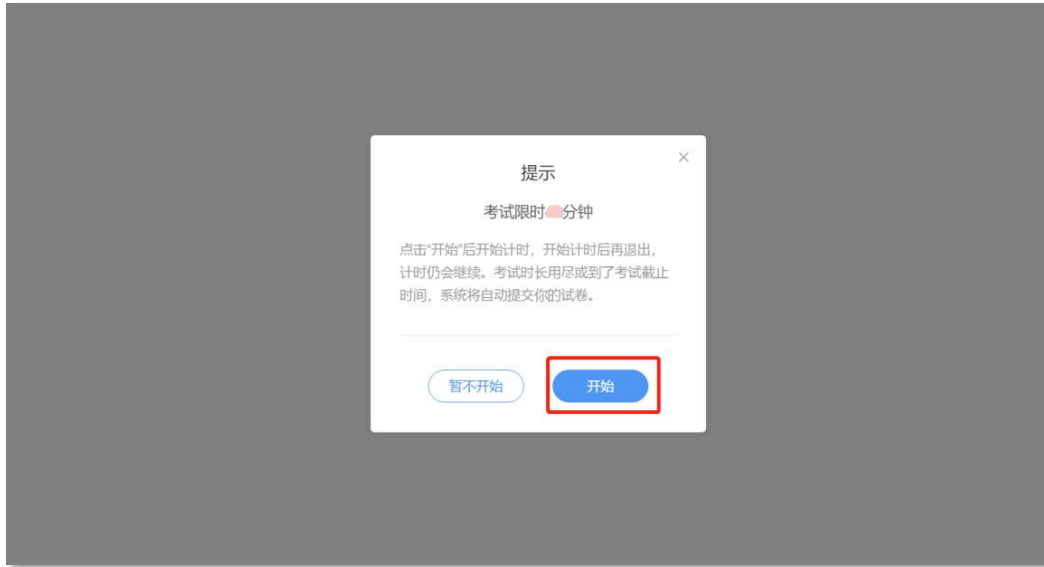 提示
考试限时 分钟
点击“开始”后开始计时，开始计时后再退出，
计时仍会继续。考试时长用尽或到了考试截止
时间，系统将自动提交你的试卷。
暂不开始
开始